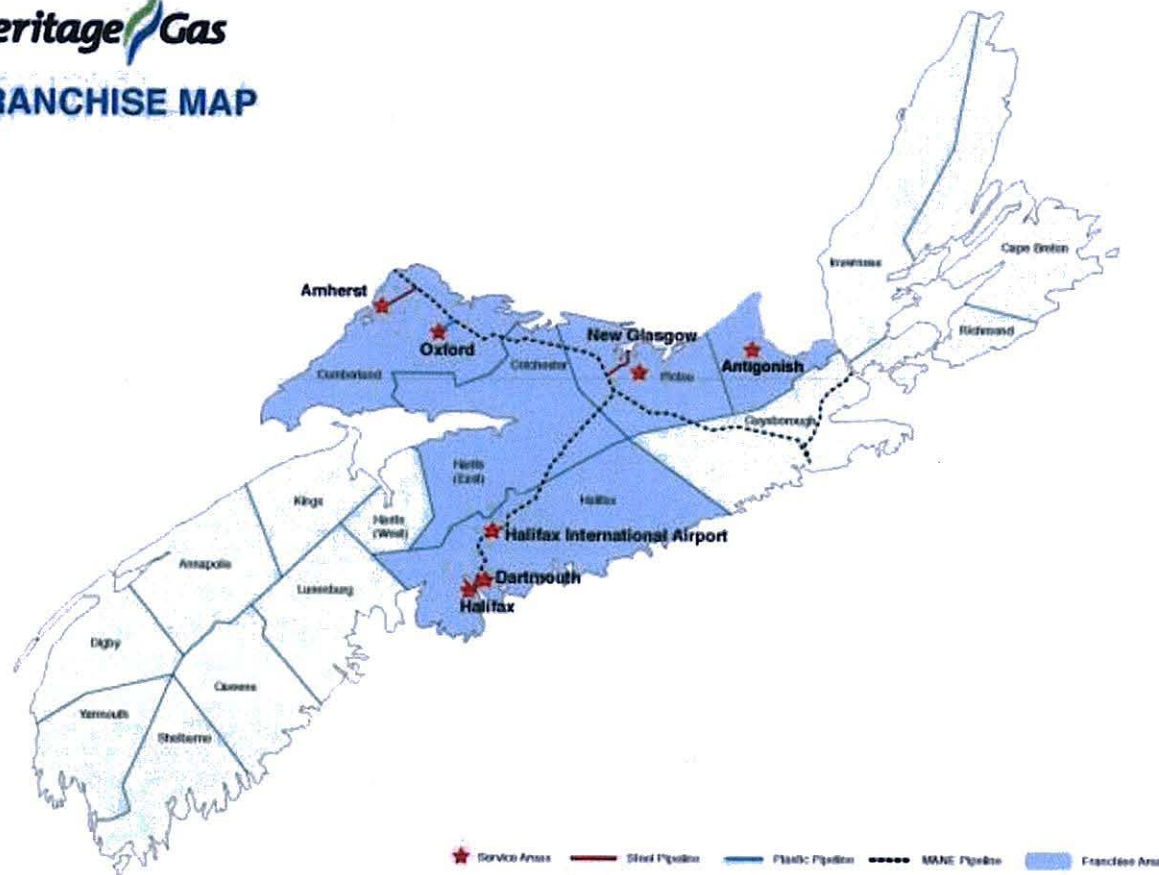 eritage Gas
RANCHISE MAP
Inverness
Cape Breton
Richmond
Amherst
Oxford
New Glasgow
Antigonish
Cumberland
Colchester
Pictou
Guysborough
Hants
(East)
Halifax
Kings
Hants
(West)
Halifax International Airport
Annapolis
Lunenburg
Dartmouth
Halifax
Digby
Queens
Yarmouth
Shelburne
Service Areas Steel Pipeline Plastic Pipeline MANE Pipeline Franchise Area